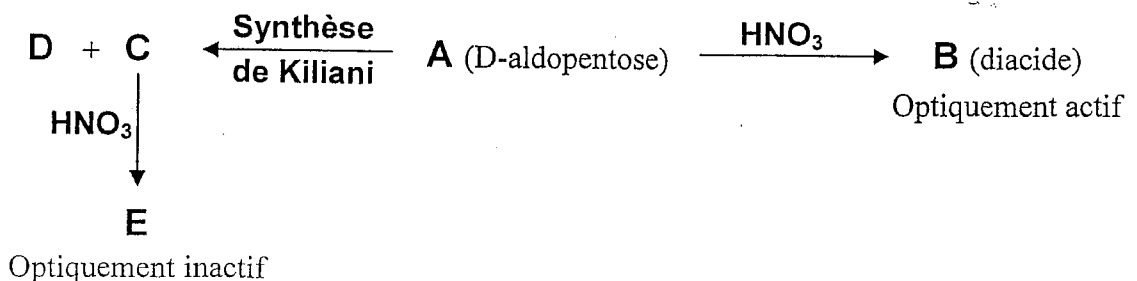 Synthèse
de Kiliani
D + C
A (D-aldopentose)
HNO₃
B (diacide)
Optiquement actif
HNO₃
E
Optiquement inactif